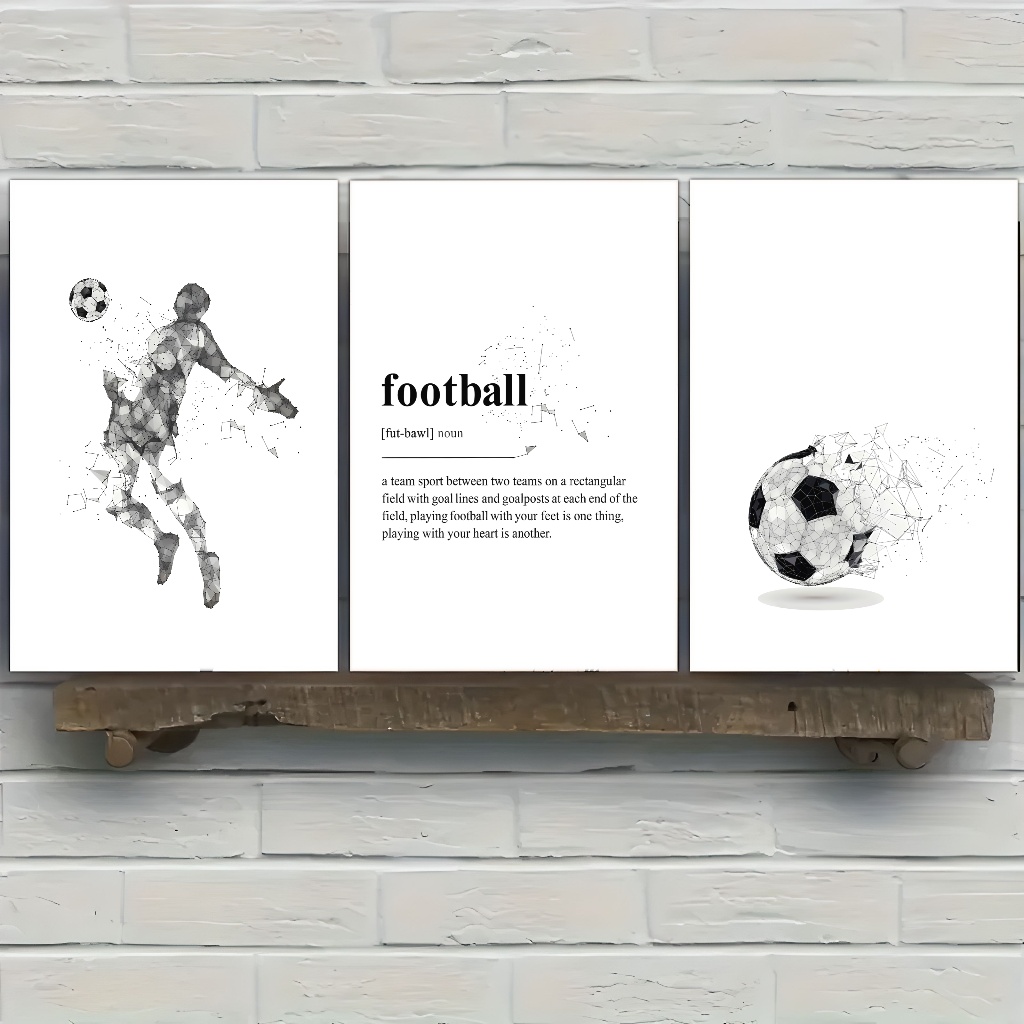 football
[fut-bawl] noun
a team sport between two teams on a rectangular
field with goal lines and goalposts at each end of the
field, playing football with your feet is one thing,
playing with your heart is another.